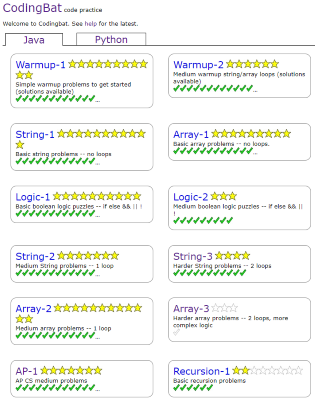 CodingBat code practice
Welcome to Codingbat. See help for the latest.
Java
Python
Warmup-1
Simple warmup problems to get started
(solutions available)
...
Warmup-2
Medium warmup string/array loops (solutions
available)
...
String-1
Basic string problems -- no loops
...
Array-1
Basic array problems -- no loops.
...
Logic-1
Basic boolean logic puzzles -- if else && || !
...
Logic-2
Medium boolean logic puzzles -- if else && ||
!
String-2
Medium String problems -- 1 loop
...
String-3
Harder String problems -- 2 loops
Array-2
Medium array problems -- 1 loop
...
Array-3
Harder array problems -- 2 loops, more
complex logic
AP-1
AP CS medium problems
...
Recursion-1
Basic recursion problems